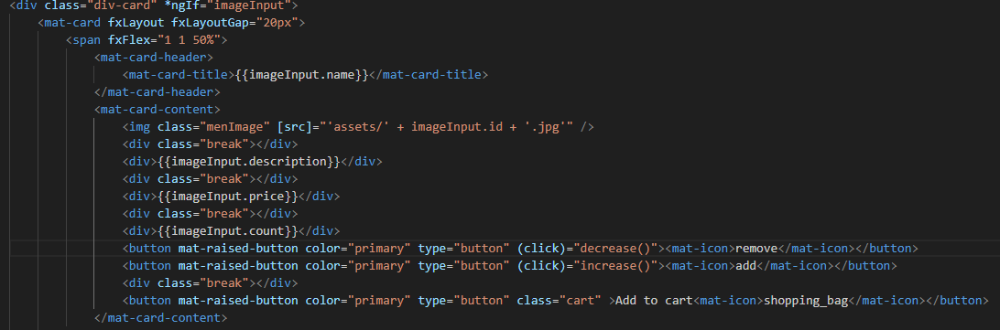 <div class="div-card" *ngIf="imageInput">
<mat-card fxLayout fxLayoutGap="20px">
<span fxFlex="1 1 50%">
<mat-card-header>
<mat-card-title>{{imageInput.name}}</mat-card-title>
</mat-card-header>
<mat-card-content>
<img class="menImage" [src]="'assets/' + imageInput.id + '.jpg'" />
<div class="break"></div>
<div>{{imageInput.description}}</div>
<div class="break"></div>
<div>{{imageInput.price}}</div>
<div class="break"></div>
<div>{{imageInput.count}}</div>
<button mat-raised-button color="primary" type="button" (click)="decrease()"><mat-icon>remove</mat-icon></button>
<button mat-raised-button color="primary" type="button" (click)="increase()"><mat-icon>add</mat-icon></button>
<div class="break"></div>
<button mat-raised-button color="primary" type="button" class="cart" >Add to cart<mat-icon>shopping_bag</mat-icon></button>
</mat-card-content>